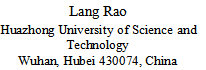 Lang Rao
Huazhong University of Science and
Technology
Wuhan, Hubei 430074, China